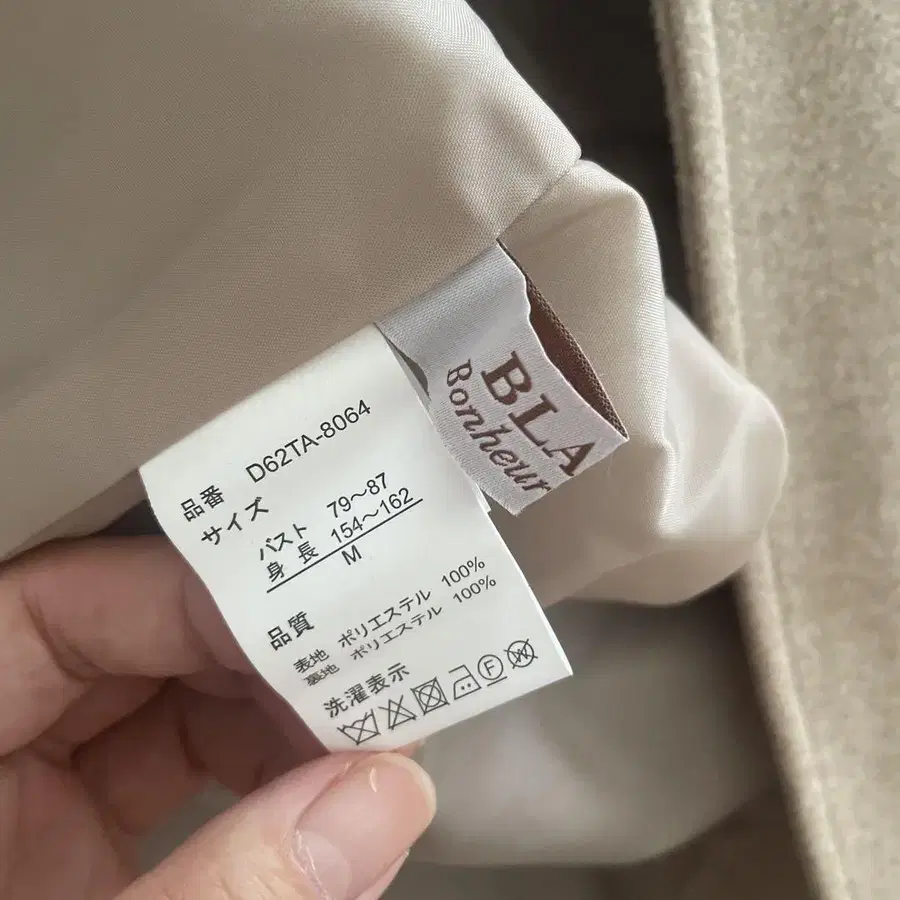 BLA
Bonheur
品番 D62TA-8064
サイズ
バスト 79～87
身長 154～162
M
品質
表地 ポリエステル 100%
裏地 ポリエステル 100%
洗濯表示
F
W